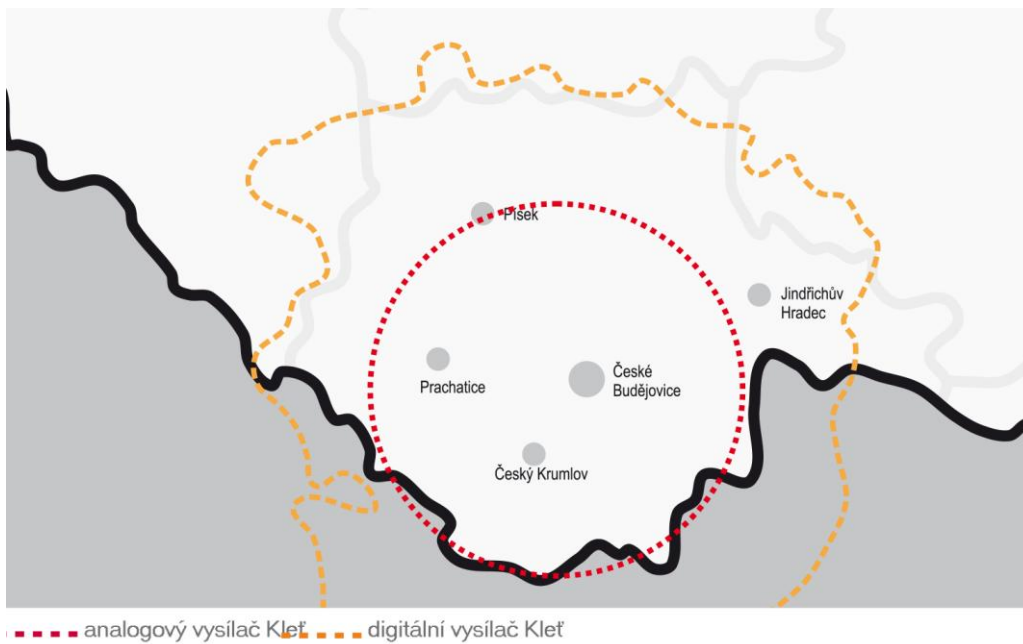 Písek
Jindřichův
Hradec
České
Budějovice
Prachatice
Český Krumlov
analogový vysílač Kleť
digitální vysílač Kleť